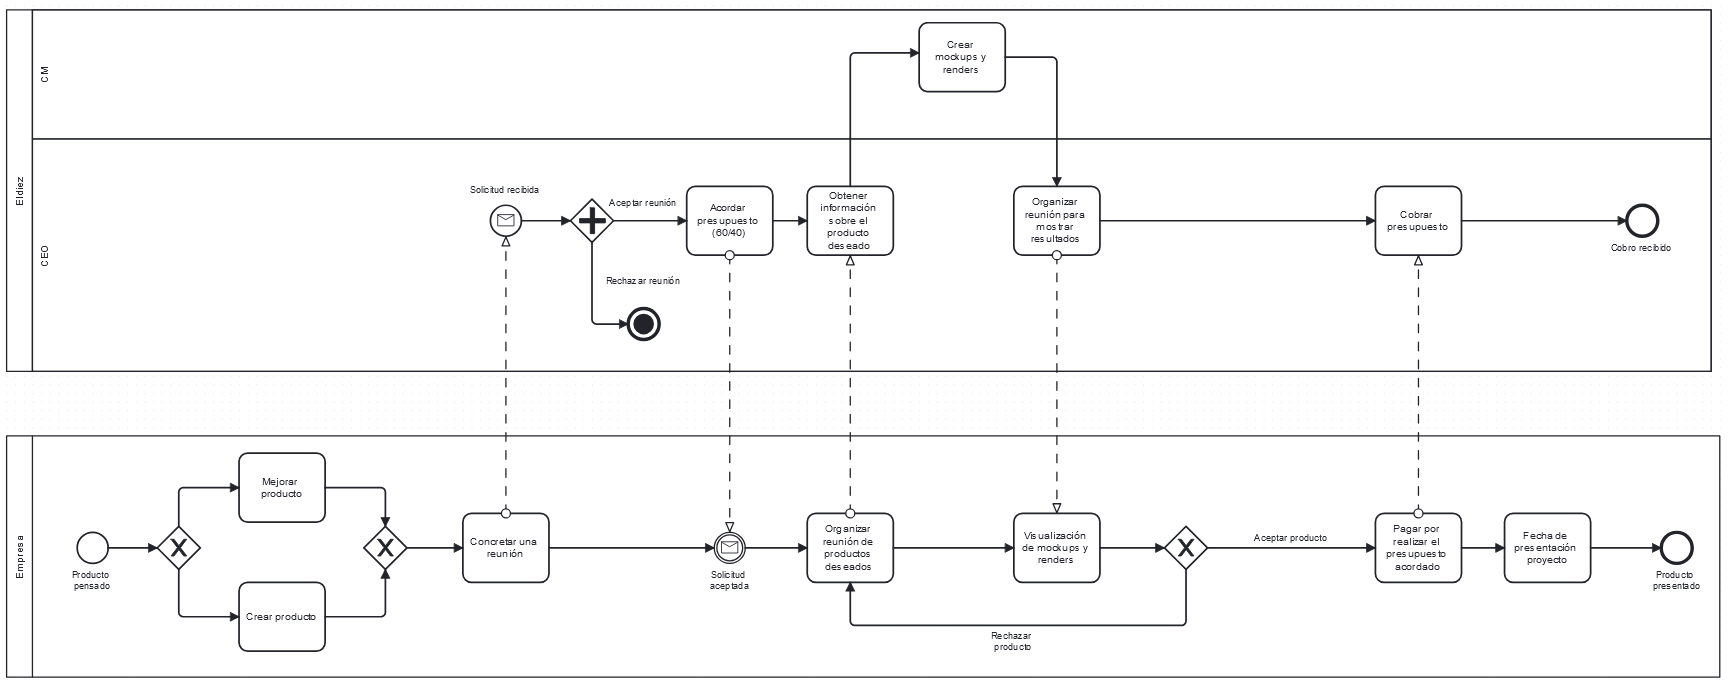 Eldiez
CM
CEO
Crear
mockups y
renders
Solicitud recibida
Aceptar reunión
Rechazar reunión
Acordar
presupuesto
(60/40)
Obtener
información
sobre el
producto
deseado
Organizar
reunión para
mostrar
resultados
Cobrar
presupuesto
Cobro recibido
Empresa
Producto
pensado
Mejorar
producto
Crear producto
Concretar una
reunión
Solicitud
aceptada
Organizar
reunión de
productos
deseados
Visualización
de mockups y
renders
Rechazar
producto
Aceptar producto
Pagar por
realizar el
presupuesto
acordado
Fecha de
presentación
proyecto
Producto
presentado